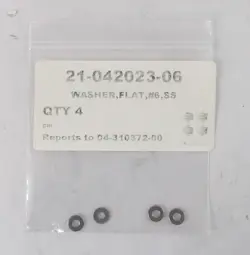 21-042023-06
WASHER,FLAT,#6,SS
QTY 4
Reports to 04-310372-00